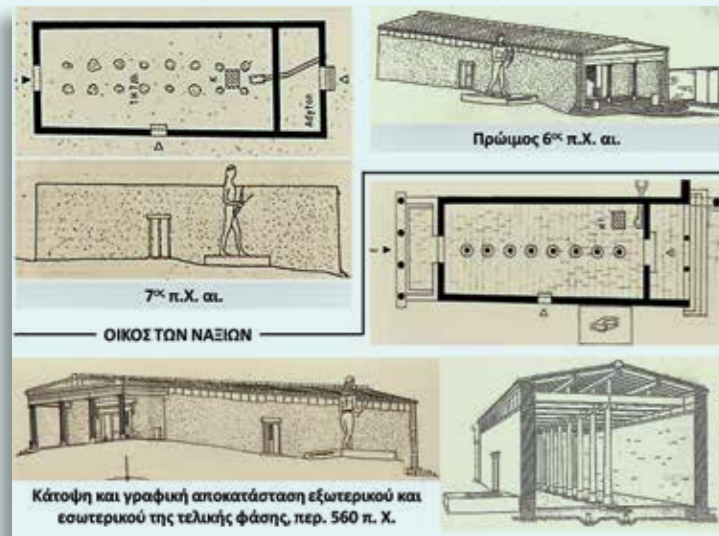 Adyton
Πρώιμος 6ος π.Χ. αι.
7ος π.Χ. αι.
ΟΙΚΟΣ ΤΩΝ ΝΑΞΙΩΝ
Κάτοψη και γραφική αποκατάσταση εξωτερικού και
εσωτερικού της τελικής φάσης, περ. 560 π. Χ.